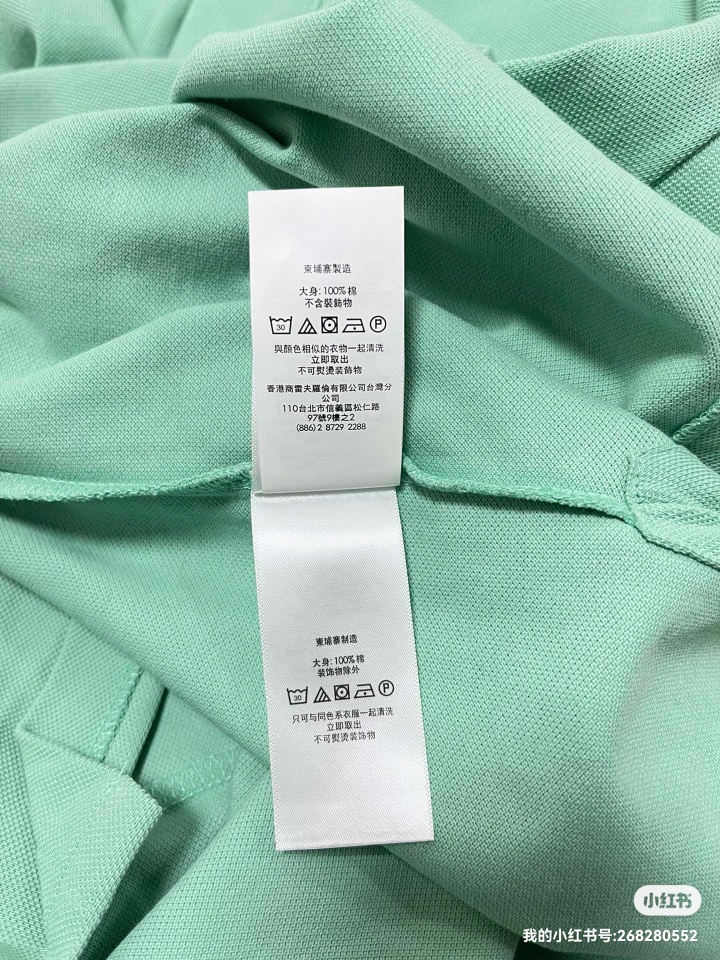 柬埔寨製造
大身:100%棉
不含裝飾物
30
P
與顏色相似的衣物一起清洗
立即取出
不可熨燙裝飾物
香港商雷夫羅倫有限公司台灣分
公司
110台北市信義區松仁路
97號9樓之2
(886)2 8729 2288
柬埔寨制造
大身:100%棉
装饰物除外
30
P
只可与同色系衣服一起清洗
立即取出
不可熨烫装饰物
小红书
我的小红书号:268280552